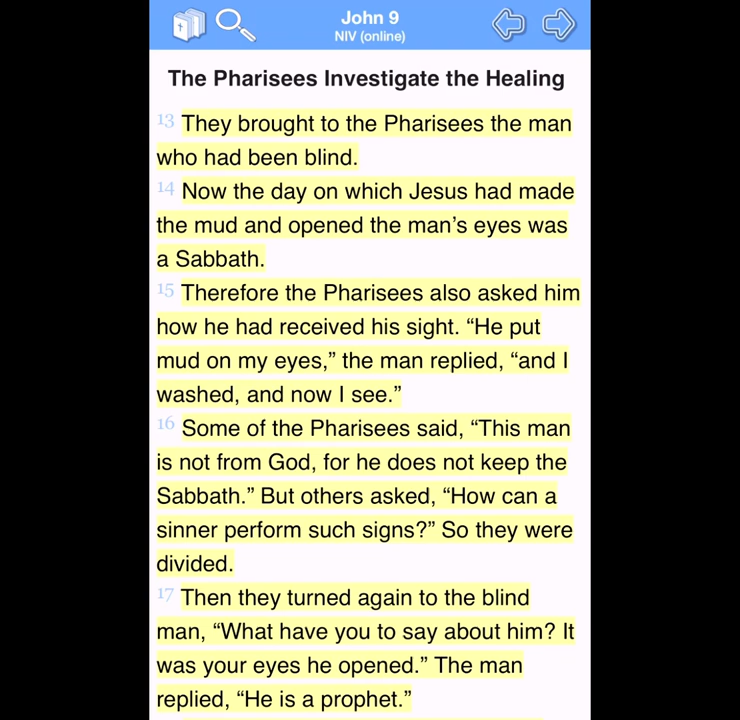 John 9
NIV (online)
The Pharisees Investigate the Healing
13 They brought to the Pharisees the man
who had been blind.
14 Now the day on which Jesus had made
the mud and opened the man’s eyes was
a Sabbath.
15 Therefore the Pharisees also asked him
how he had received his sight. “He put
mud on my eyes,” the man replied, “and I
washed, and now I see.”
16 Some of the Pharisees said, “This man
is not from God, for he does not keep the
Sabbath.” But others asked, “How can a
sinner perform such signs?” So they were
divided.
17 Then they turned again to the blind
man, “What have you to say about him? It
was your eyes he opened.” The man
replied, “He is a prophet.”